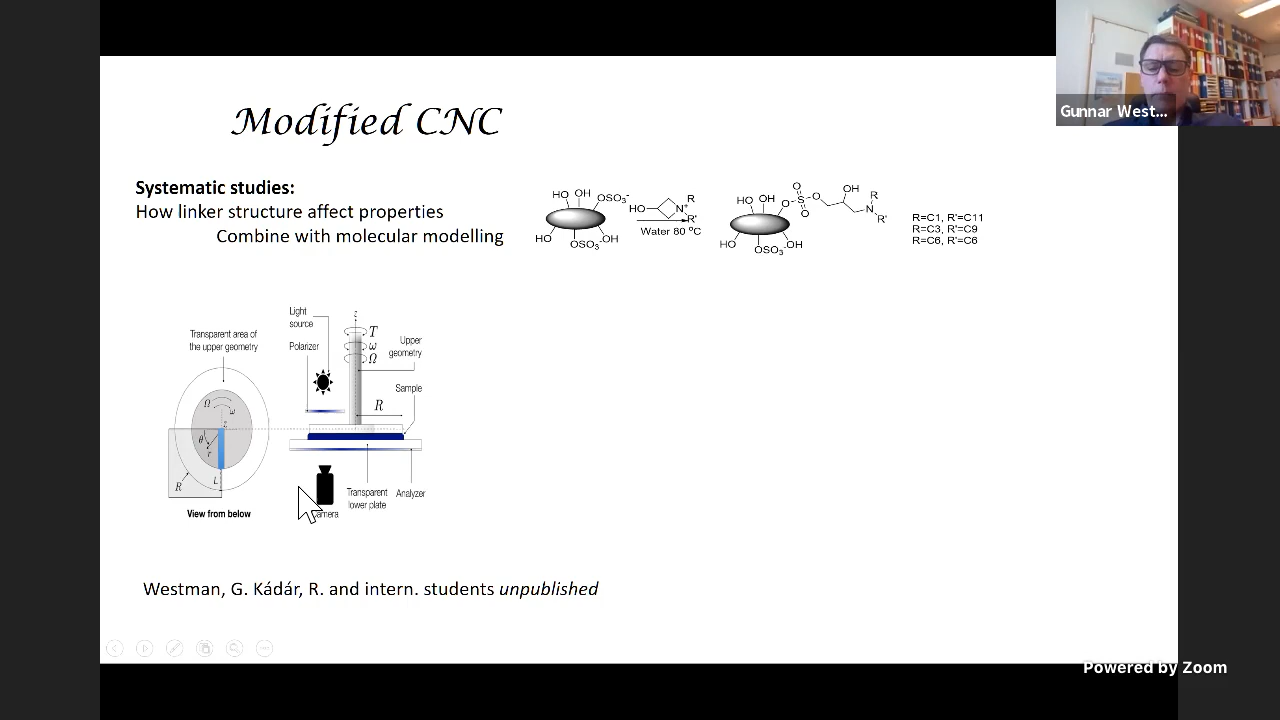 Modified CNC
Gunnar West...
Systematic studies:
How linker structure affect properties
Combine with molecular modelling
HO OH OSO₃⁻
HO
OSO₃⁻ OH
HO
N⁺
R
R'
Water 80 ºC
HO OH
O
O
S
O
O
OH
R
N
R'
HO
OSO₃⁻ OH
R=C1, R'=C11
R=C3, R'=C9
R=C6, R'=C6
Transparent area of
the upper geometry
Ω
ω
z
θ
r
R
L
View from below
Light
source
Polarizer
z
T
ω
Ω
Upper
geometry
Sample
R
Transparent
lower plate
Analyzer
Westman, G. Kádár, R. and intern. students unpublished
Powered by Zoom